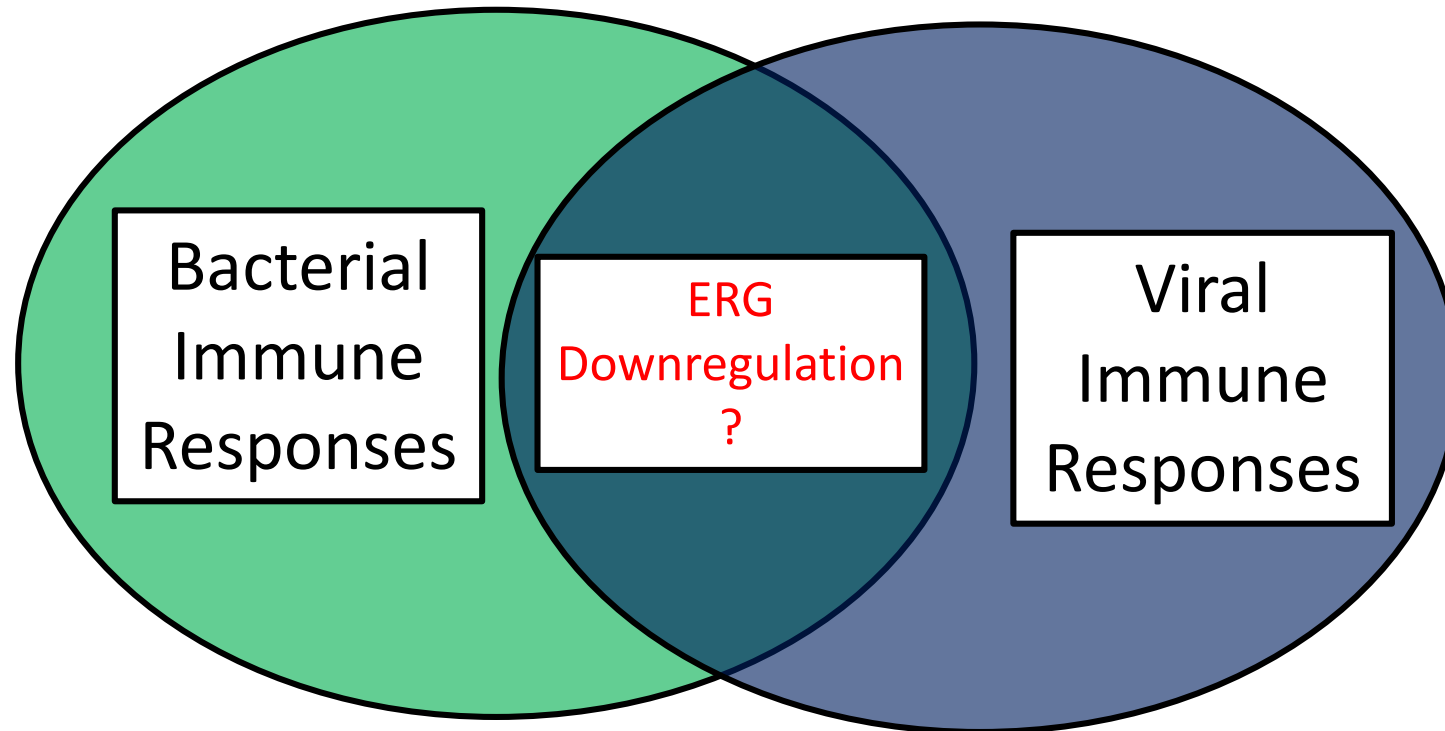 Bacterial
Immune
Responses
ERG
Downregulation
?
Viral
Immune
Responses